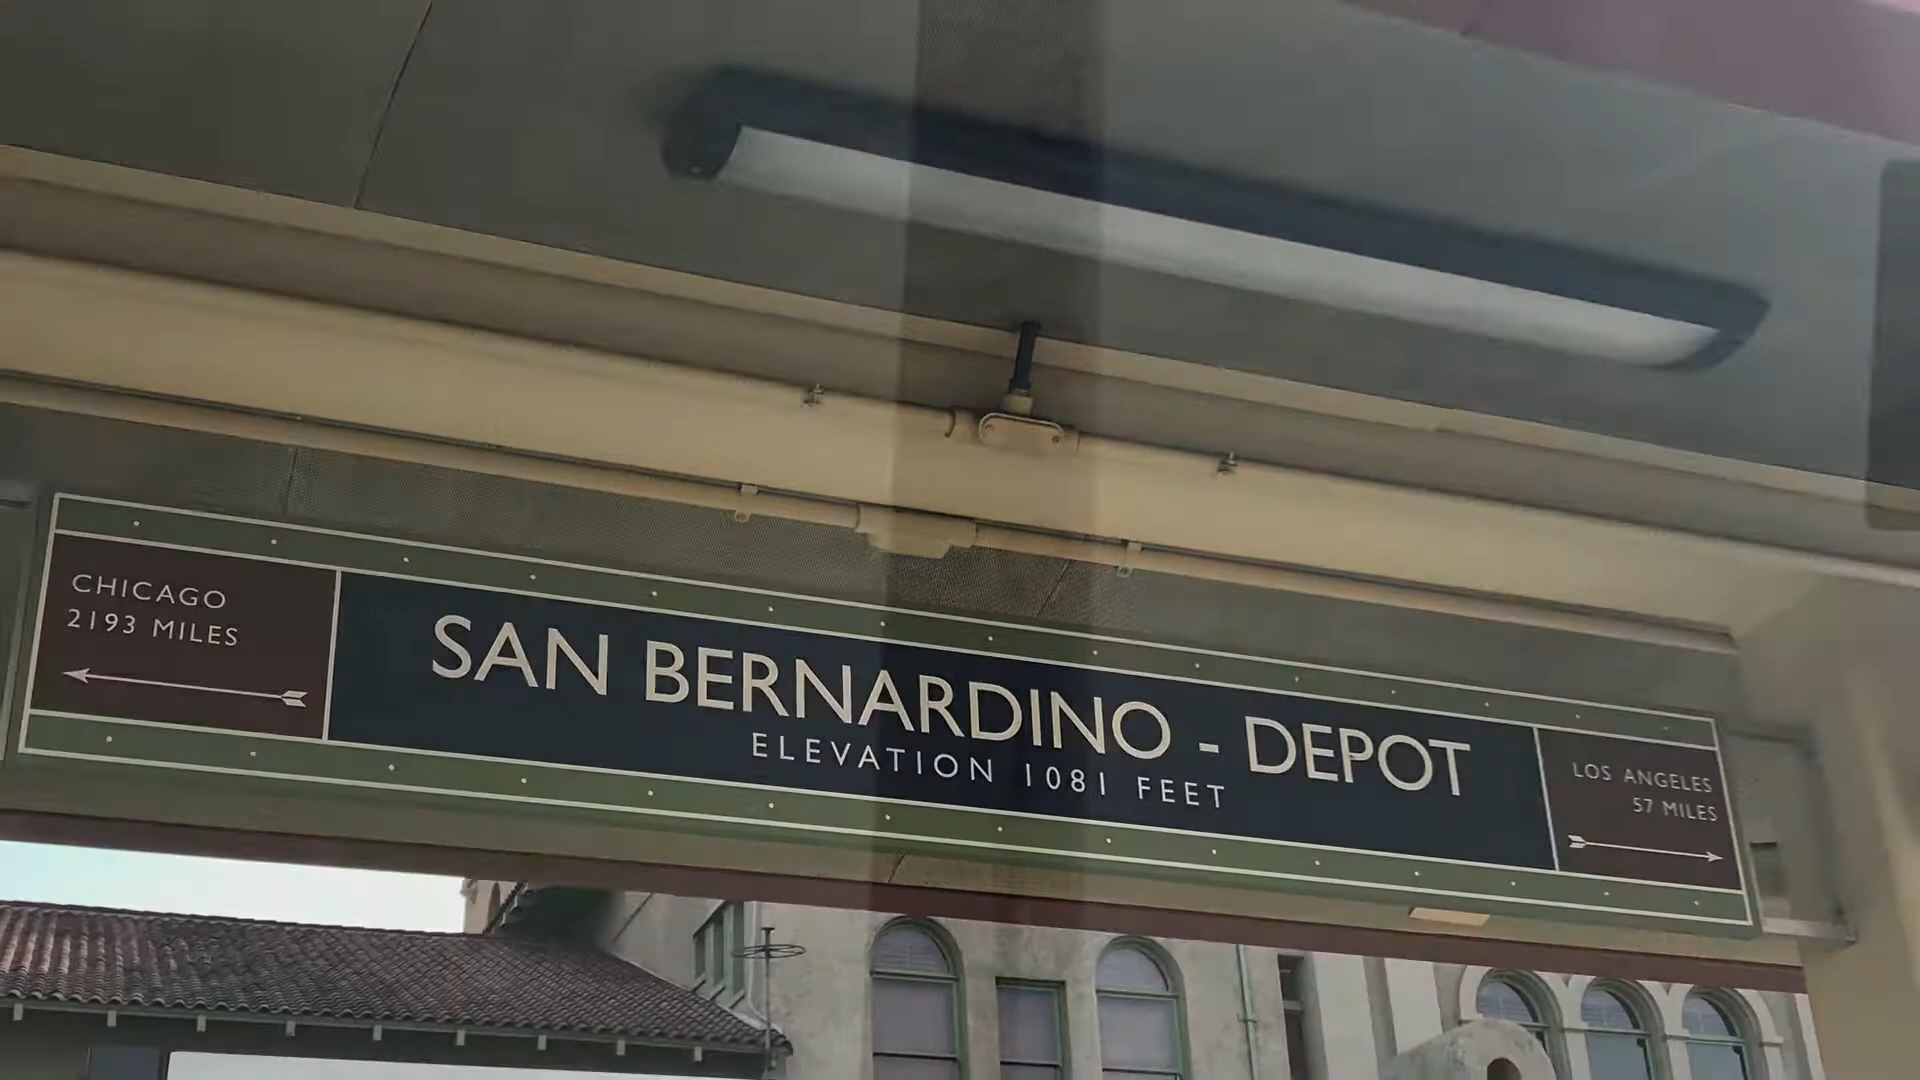 CHICAGO
2193 MILES
SAN BERNARDINO - DEPOT
ELEVATION 1081 FEET
LOS ANGELES
57 MILES